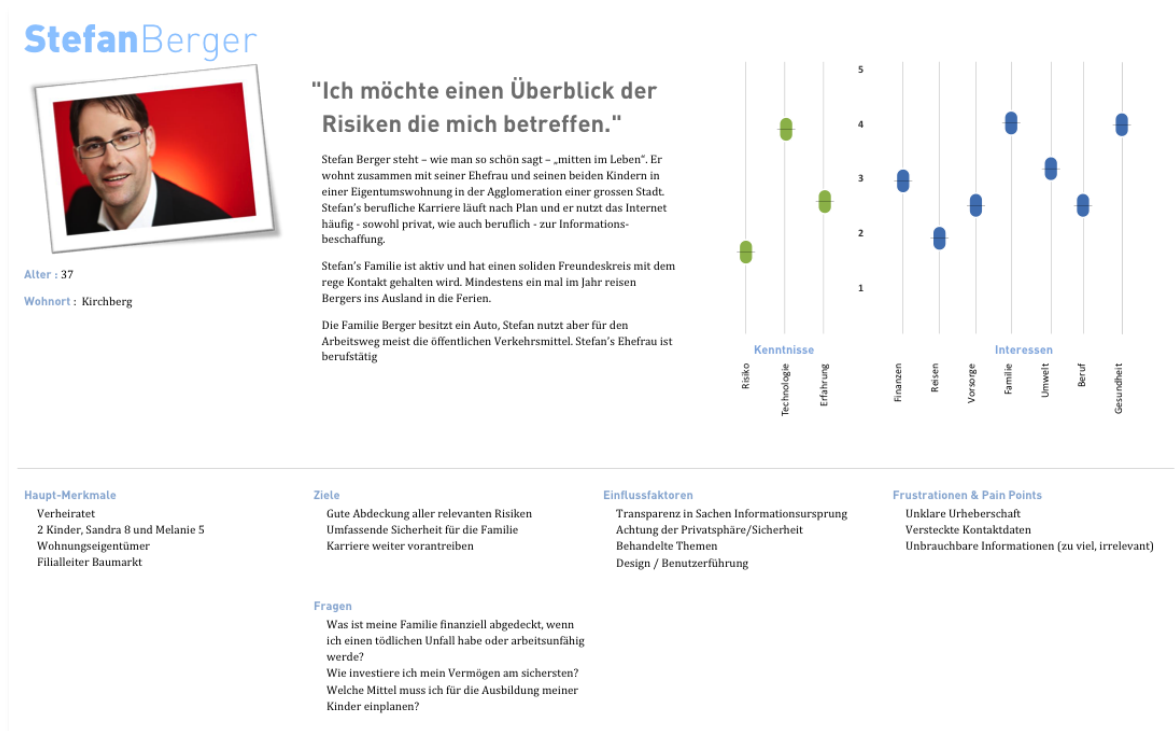 StefanBerger
"Ich möchte einen Überblick der
Risiken die mich betreffen."
Stefan Berger steht – wie man so schön sagt – „mitten im Leben“. Er
wohnt zusammen mit seiner Ehefrau und seinen beiden Kindern in
einer Eigentumswohnung in der Agglomeration einer grossen Stadt.
Stefan’s berufliche Karriere läuft nach Plan und er nutzt das Internet
häufig - sowohl privat, wie auch beruflich - zur Informations-
beschaffung.
Stefan’s Familie ist aktiv und hat einen soliden Freundeskreis mit dem
rege Kontakt gehalten wird. Mindestens ein mal im Jahr reisen
Bergers ins Ausland in die Ferien.
Die Familie Berger besitzt ein Auto, Stefan nutzt aber für den
Arbeitsweg meist die öffentlichen Verkehrsmittel. Stefan’s Ehefrau ist
berufstätig
Alter : 37
Wohnort : Kirchberg
5
4
3
2
1
Kenntnisse
Risiko
Technologie
Erfahrung
Interessen
Finanzen
Reisen
Vorsorge
Familie
Umwelt
Beruf
Gesundheit
Haupt-Merkmale
Verheiratet
2 Kinder, Sandra 8 und Melanie 5
Wohnungseigentümer
Filialleiter Baumarkt
Ziele
Gute Abdeckung aller relevanten Risiken
Umfassende Sicherheit für die Familie
Karriere weiter vorantreiben
Einflussfaktoren
Transparenz in Sachen Informationsursprung
Achtung der Privatsphäre/Sicherheit
Behandelte Themen
Design / Benutzerführung
Frustrationen & Pain Points
Unklare Urheberschaft
Versteckte Kontaktdaten
Unbrauchbare Informationen (zu viel, irrelevant)
Fragen
Was ist meine Familie finanziell abgedeckt, wenn
ich einen tödlichen Unfall habe oder arbeitsunfähig
werde?
Wie investiere ich mein Vermögen am sichersten?
Welche Mittel muss ich für die Ausbildung meiner
Kinder einplanen?